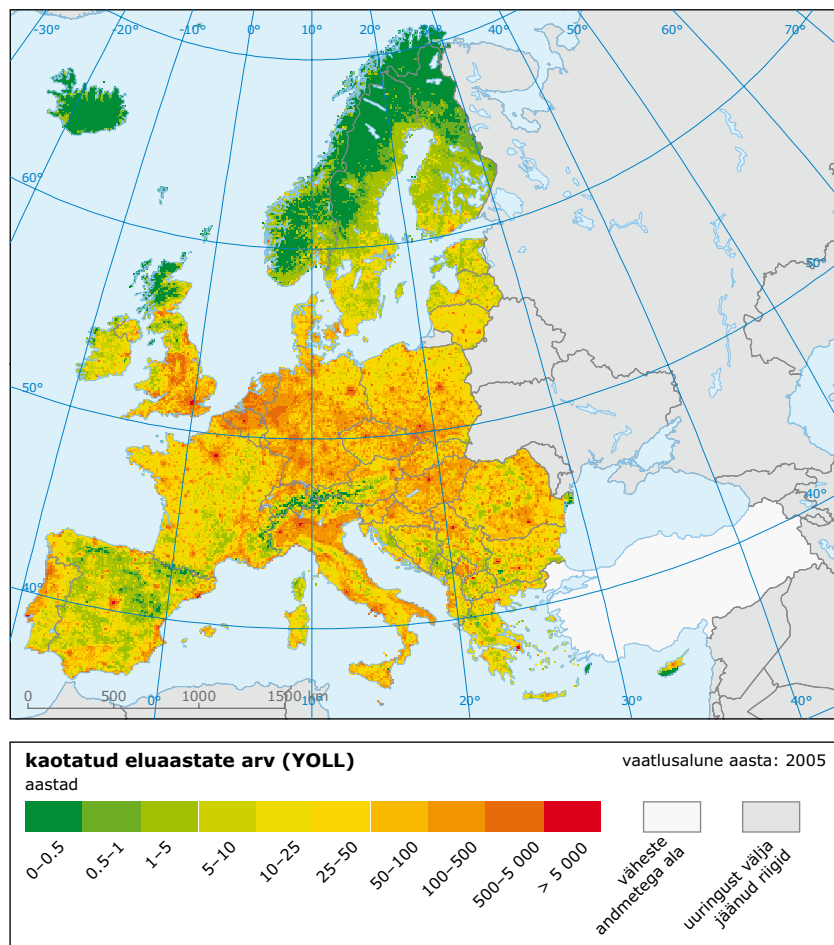 -30° -20° -10° 0° 10° 20° 30° 40° 50° 60° 70°
60°
50°
50°
40°
40°
0 500 1000 1500 km
0° 10° 20° 30° 40°
kaotatud eluaastate arv (YOLL)
vaatlusalune aasta: 2005
aastad
0–0.5
0.5–1
1–5
5–10
10–25
25–50
50–100
100–500
500–5 000
> 5 000
väheste
andmetega ala
uuringust välja
jäänud riigid